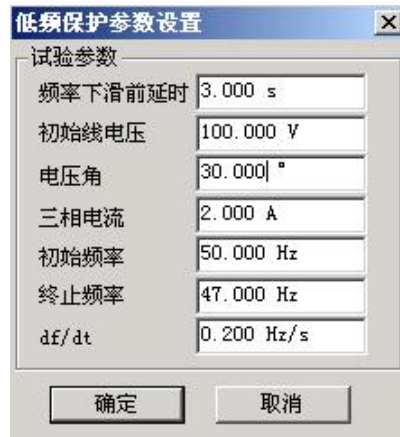 低频保护参数设置
试验参数
频率下滑前延时 3.000 s
初始线电压 100.000 V
电压角 30.000 °
三相电流 2.000 A
初始频率 50.000 Hz
终止频率 47.000 Hz
df/dt 0.200 Hz/s
确定 取消